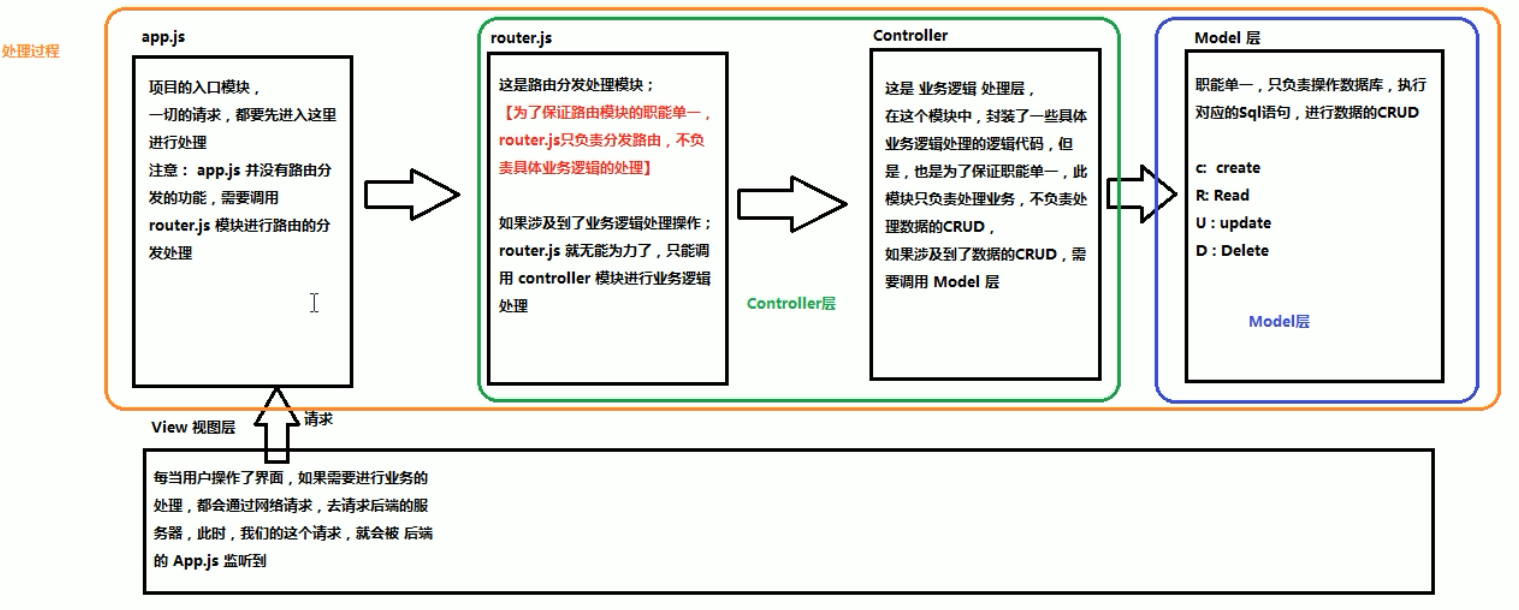 处理过程
app.js
项目的入口模块，
一切的请求，都要先进入这里
进行处理
注意： app.js 并没有路由分
发的功能，需要调用
router.js 模块进行路由的分
发处理
router.js
这是路由分发处理模块；
【为了保证路由模块的职能单一，
router.js只负责分发路由，不负
责具体业务逻辑的处理】
如果涉及到了业务逻辑处理操作；
router.js 就无能为力了，只能调
用 controller 模块进行业务逻辑
处理
Controller层
Controller
这是 业务逻辑 处理层，
在这个模块中，封装了一些具体
业务逻辑处理的逻辑代码，但
是，也是为了保证职能单一，此
模块只负责处理业务，不负责处
理数据的CRUD，
如果涉及到了数据的CRUD，需
要调用 Model 层
Model 层
职能单一，只负责操作数据库，执行
对应的Sql语句，进行数据的CRUD
c: create
R: Read
U : update
D : Delete
Model层
View 视图层
请求
每当用户操作了界面，如果需要进行业务的
处理，都会通过网络请求，去请求后端的服
务器，此时，我们的这个请求，就会被 后端
的 App.js 监听到